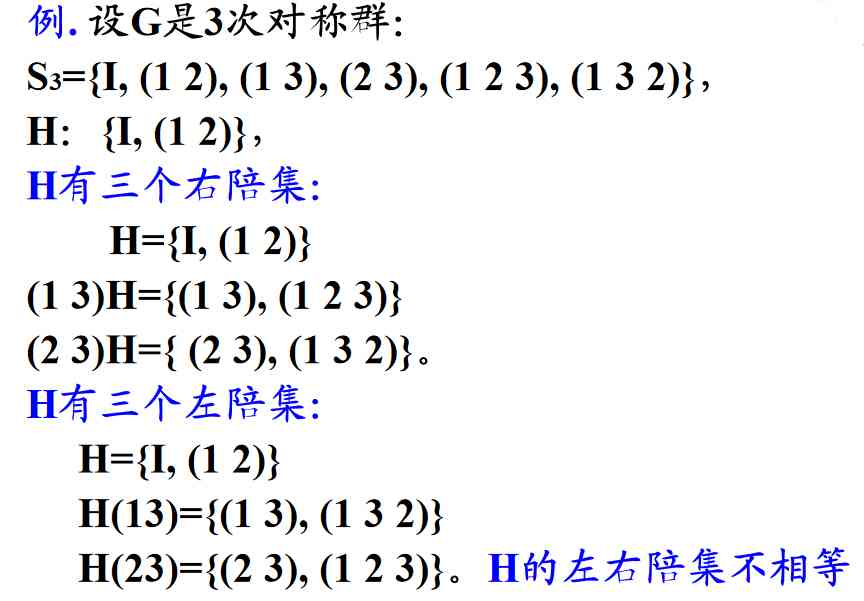 例. 设G是3次对称群:
S3={I, (1 2), (1 3), (2 3), (1 2 3), (1 3 2)},
H: {I, (1 2)},
H有三个右陪集:
H={I, (1 2)}
(1 3)H={(1 3), (1 2 3)}
(2 3)H={ (2 3), (1 3 2)}。
H有三个左陪集:
H={I, (1 2)}
H(13)={(1 3), (1 3 2)}
H(23)={(2 3), (1 2 3)}。H的左右陪集不相等